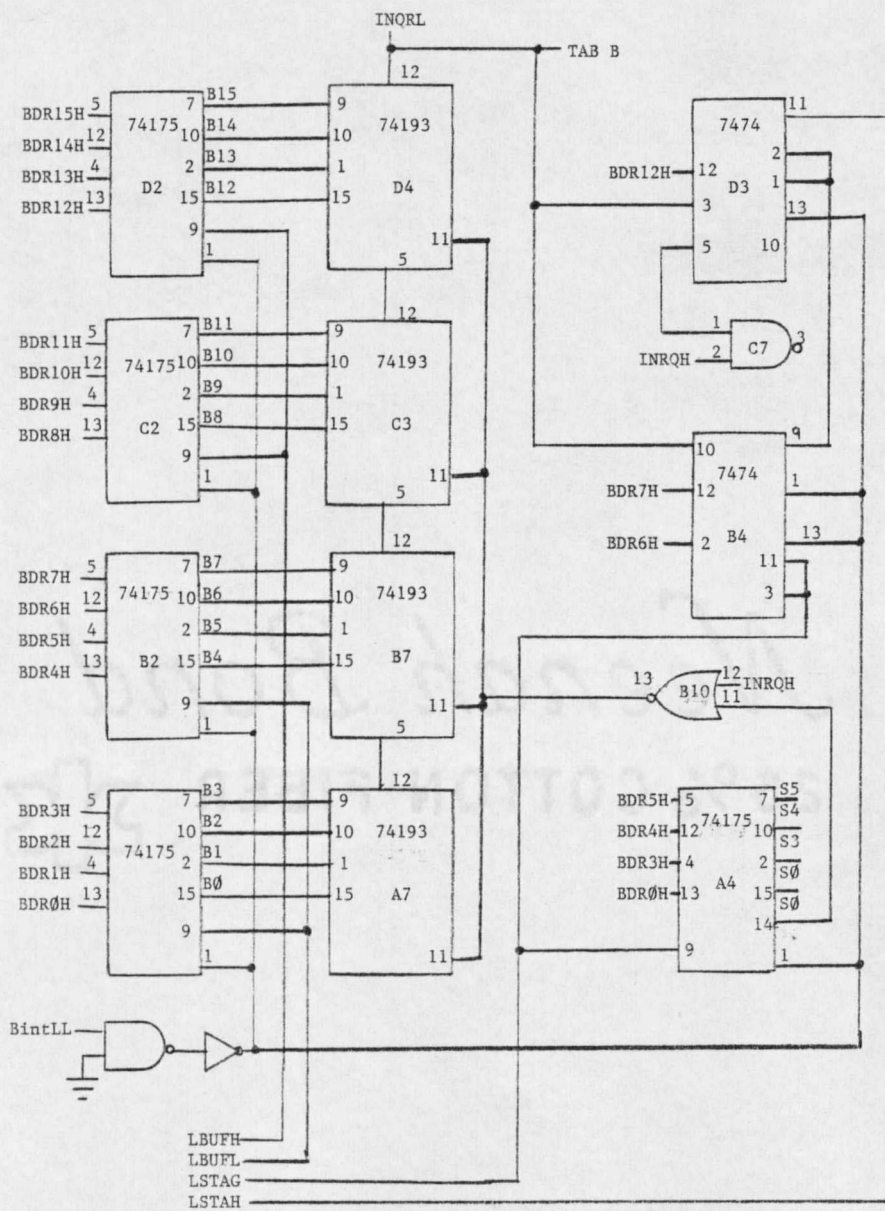 INQRL
TAB B
12
5 BDR15H 7 B15 9 11
74175 74193 7474
12 BDR14H 10 B14 10 2
4 BDR13H 2 B13 1 BDR12H 12 1
D2 D4 D3
13 BDR12H 15 B12 15 3 13
9 5 10
1 11
5
12
5 BDR11H 7 B11 9 1 3
C7
74175 74193 INRQH 2
12 BDR10H 10 B10 10
4 BDR9H 2 B9 1
C2 C3
13 BDR8H 15 B8 15 10 9
7474
9 BDR7H 12 1
1 11
B4
5 BDR6H 2 13
12 11
5 BDR7H 7 B7 9 3
74175 74193
12 BDR6H 10 B6 10
4 BDR5H 2 B5 1
13 BDR4H 15 B4 15
B2 B7 13 B10 12 INRQH
9 11 11
1 5
12
5 BDR3H 7 B3 9 BDR5H 5 7 S5
74175 74193 74175
12 BDR2H 10 B2 10 BDR4H 12 10 S4
4 BDR1H 2 B1 1 BDR3H 4 2 S3
A7 A4
13 BDRØH 15 BØ 15 BDRØH 13 15 SØ
14 SØ
9 11 9
1 1
BintLL
LBUFH
LBUFL
LSTAG
LSTAH